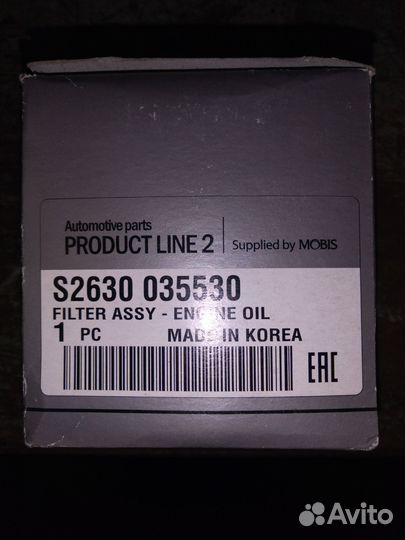 Automotive parts
PRODUCT LINE 2
Supplied by MOBIS
S2630 035530
FILTER ASSY - ENGINE OIL
1 PC MADE IN KOREA
EAC
Avito